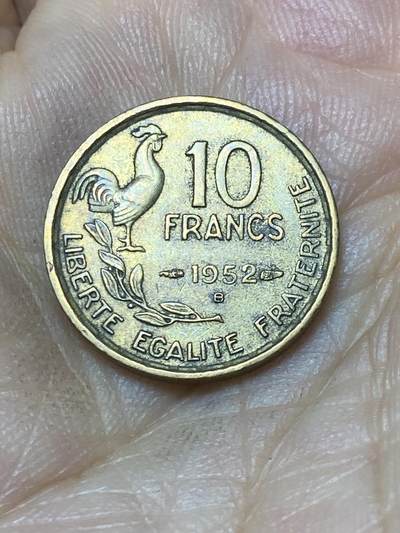 10
FRANCS
1952
B
LIBERTE EGALITE FRATERNITE